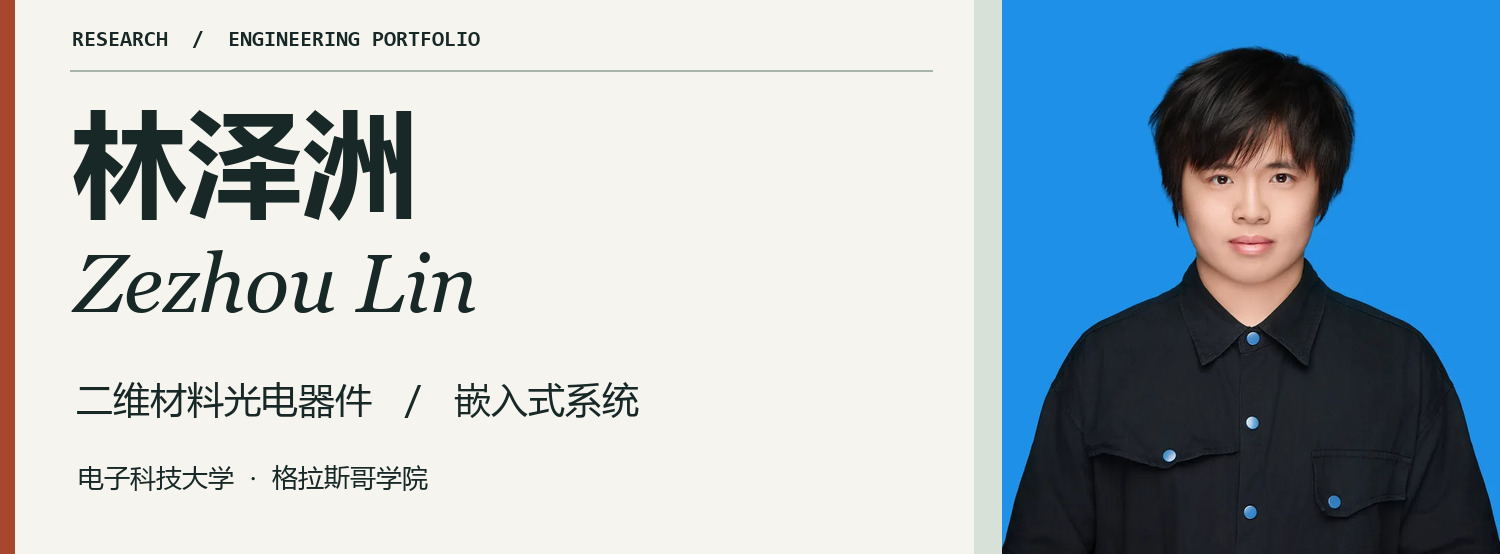 RESEARCH / ENGINEERING PORTFOLIO
林泽洲
Zezhou Lin
二维材料光电器件 / 嵌入式系统
电子科技大学 · 格拉斯哥学院